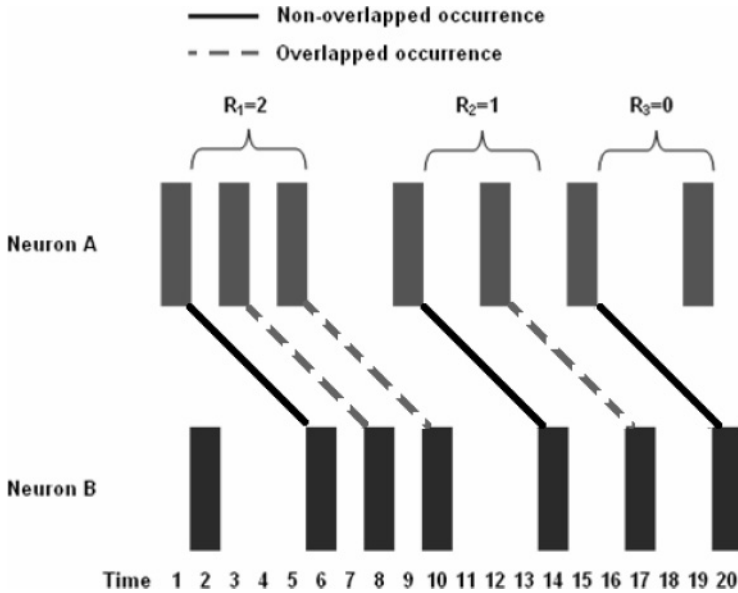 Non-overlapped occurrence
Overlapped occurrence
R₁=2 R₂=1 R₃=0
Neuron A
Neuron B
Time 1 2 3 4 5 6 7 8 9 10 11 12 13 14 15 16 17 18 19 20